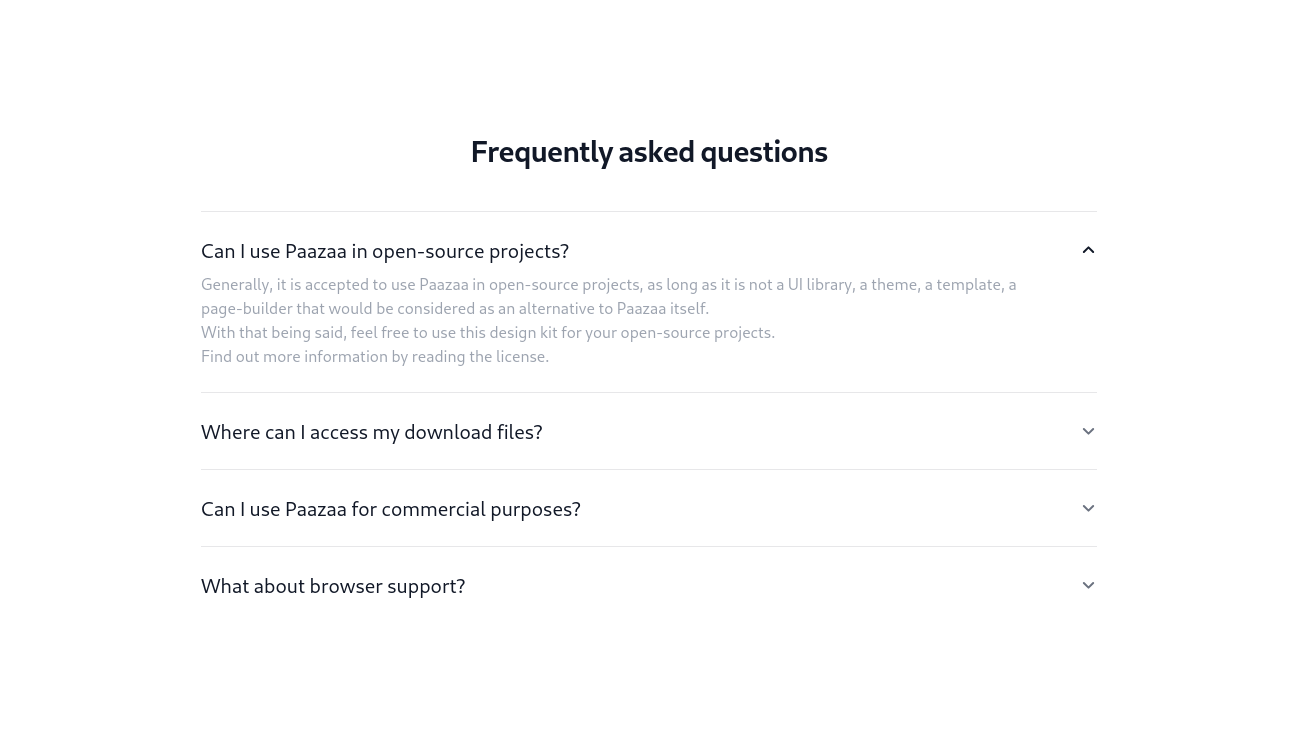 Frequently asked questions
Can I use Paazaa in open-source projects?
Generally, it is accepted to use Paazaa in open-source projects, as long as it is not a UI library, a theme, a template, a
page-builder that would be considered as an alternative to Paazaa itself.
With that being said, feel free to use this design kit for your open-source projects.
Find out more information by reading the license.
Where can I access my download files?
Can I use Paazaa for commercial purposes?
What about browser support?